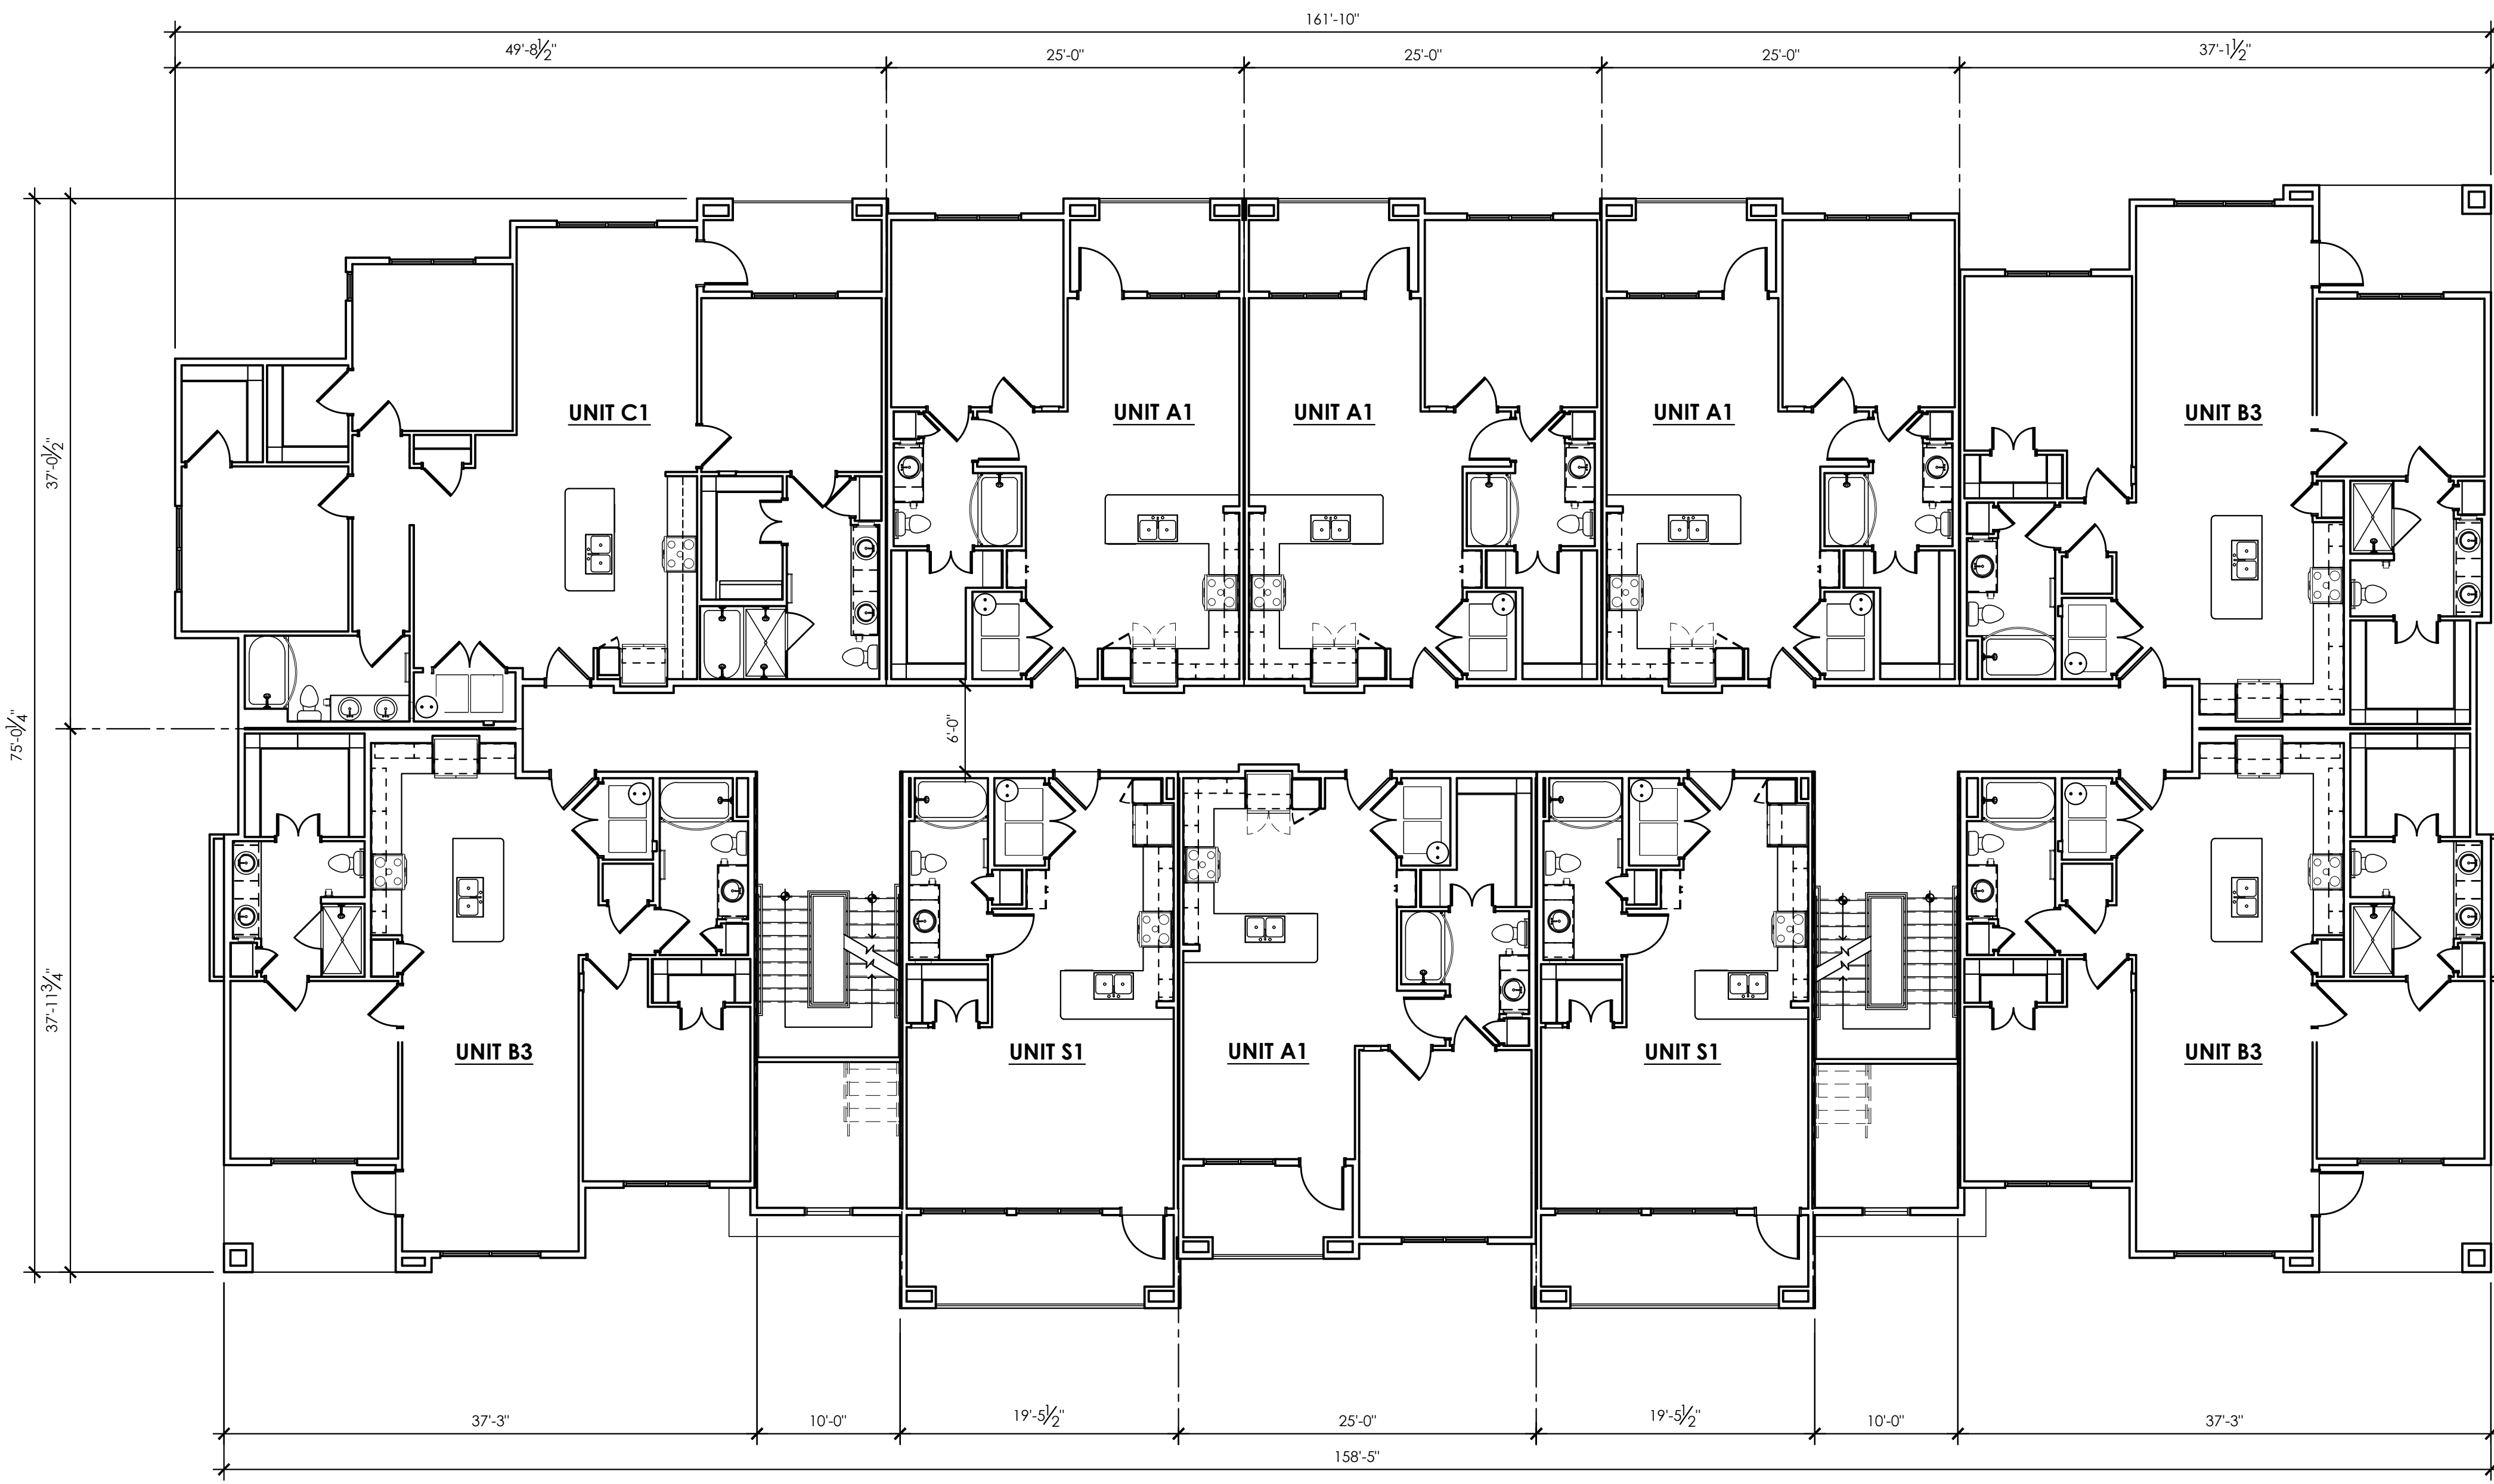 161'-10"
49'-8½"
25'-0"
25'-0"
25'-0"
37'-1½"
UNIT C1
UNIT A1
UNIT A1
UNIT A1
UNIT B3
37'-0½"
75'-0¼"
6'-0"
37'-11¾"
UNIT B3
UNIT S1
UNIT A1
UNIT S1
UNIT B3
37'-3"
10'-0"
19'-5½"
25'-0"
19'-5½"
10'-0"
37'-3"
158'-5"